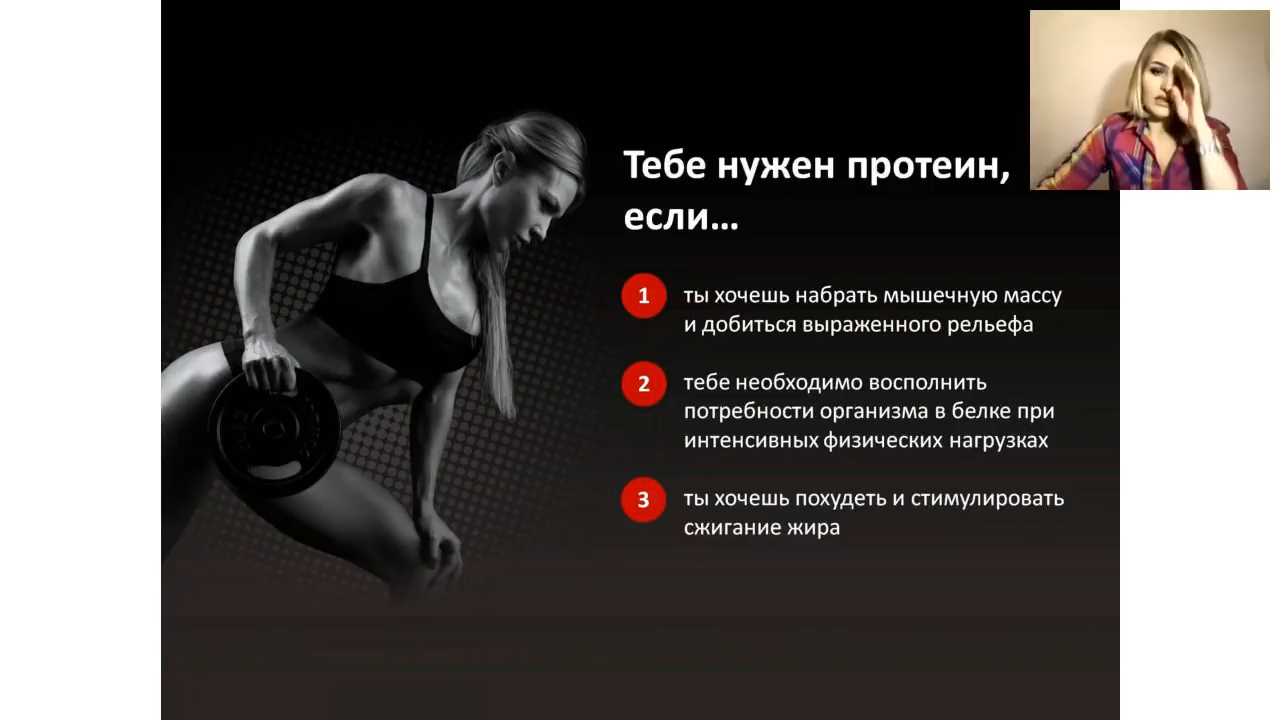 Тебе нужен протеин,
если...
1 ты хочешь набрать мышечную массу
и добиться выраженного рельефа
2 тебе необходимо восполнить
потребности организма в белке при
интенсивных физических нагрузках
3 ты хочешь похудеть и стимулировать
сжигание жира